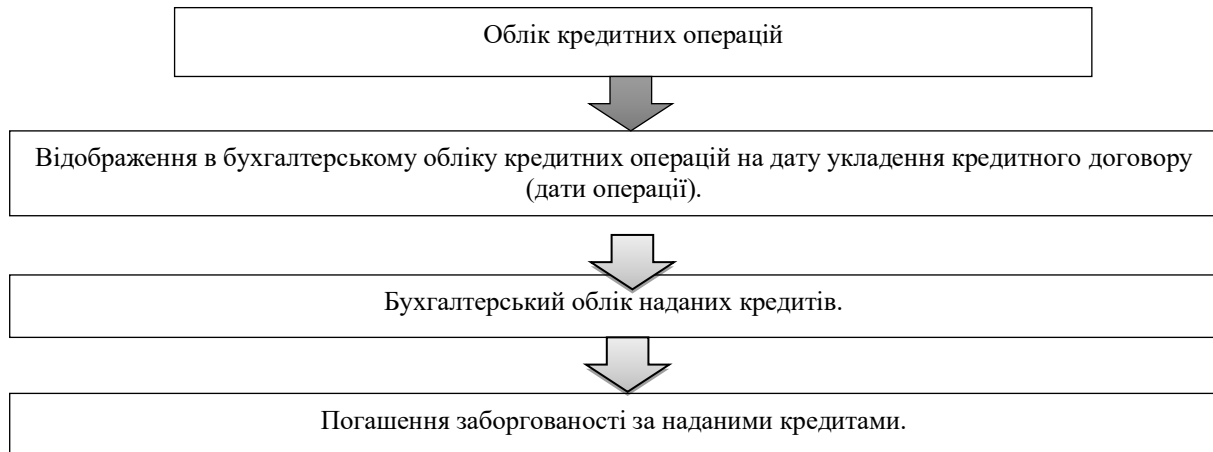 Облік кредитних операцій
Відображення в бухгалтерському обліку кредитних операцій на дату укладення кредитного договору
(дати операції).
Бухгалтерський облік наданих кредитів.
Погашення заборгованості за наданими кредитами.